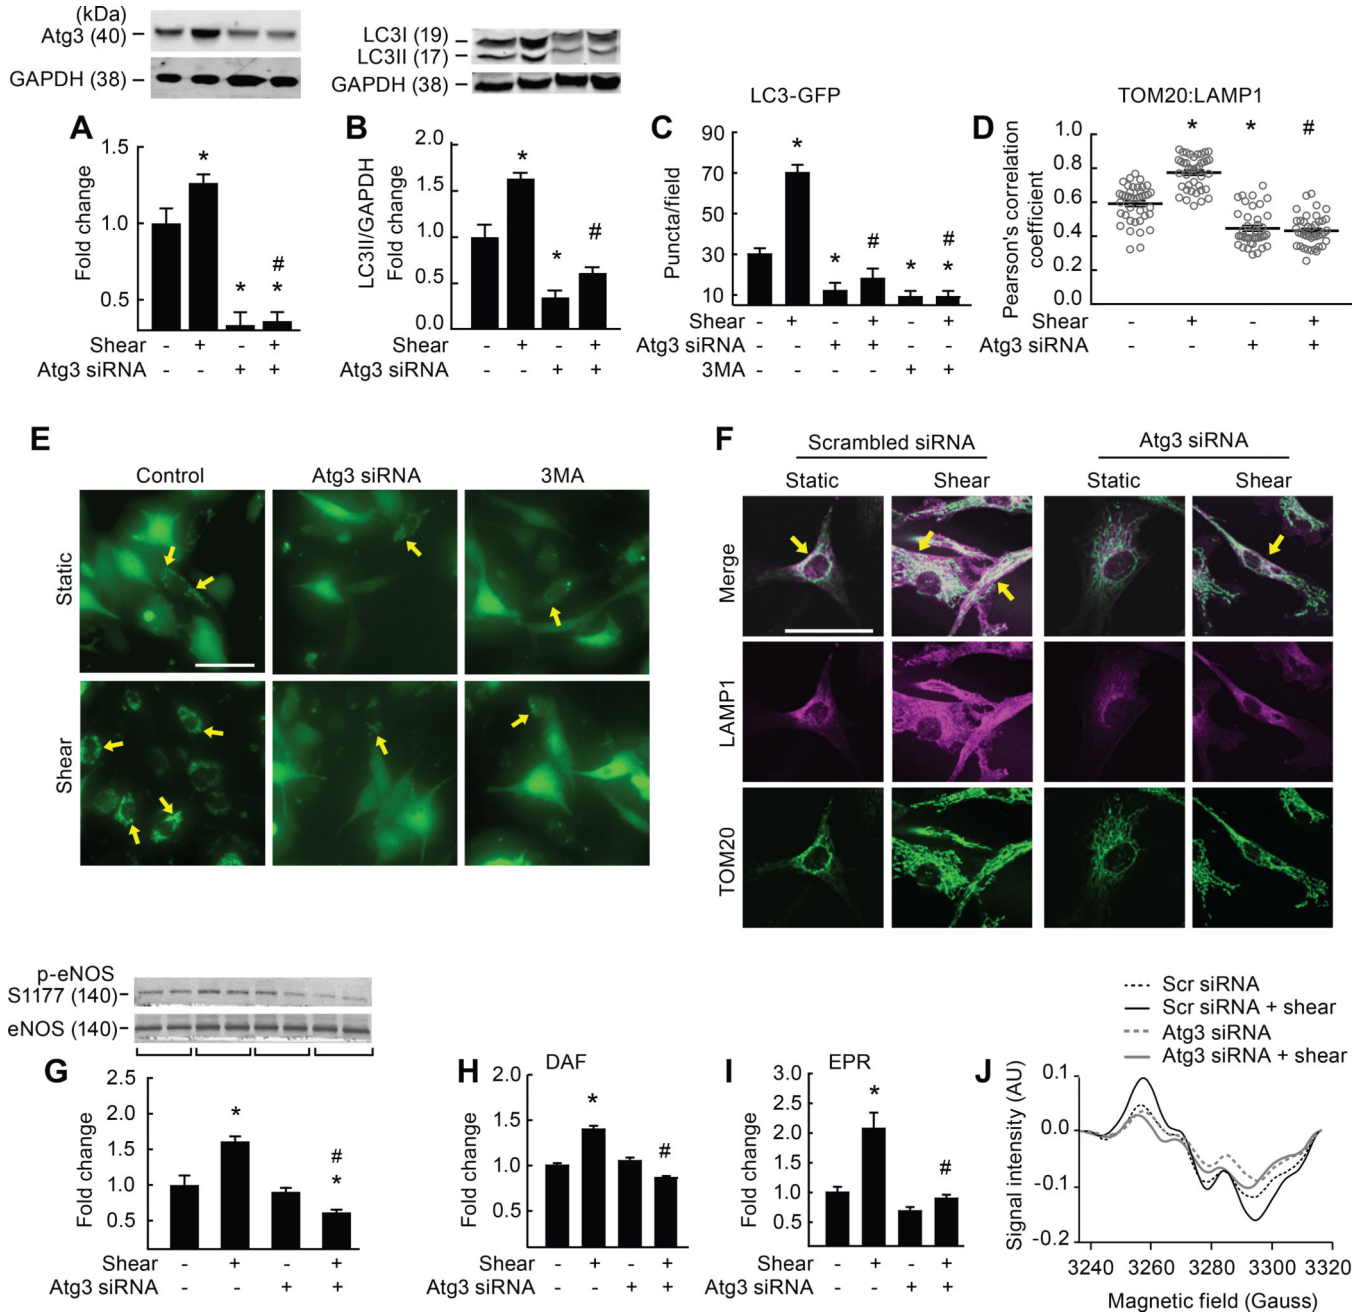 (kDa)
Atg3 (40)
GAPDH (38)
LC3I (19)
LC3II (17)
GAPDH (38)
A
1.5
1.0
0.5
Fold change
*
*
#
*
Shear - + - +
Atg3 siRNA - - + +
B
2.0
1.5
1.0
0.5
0.0
LC3II/GAPDH
Fold change
*
*
#
Shear - + - +
Atg3 siRNA - - + +
LC3-GFP
C
90
70
50
30
10
Puncta/field
*
*
#
*
#
*
Shear - + - + - +
Atg3 siRNA - - + + - -
3MA - - - - + +
TOM20:LAMP1
D
1.0
0.8
0.6
0.4
0.2
0.0
Pearson's correlation
coefficient
* * #
Shear - + - +
Atg3 siRNA - - + +
E
Control Atg3 siRNA 3MA
Static
Shear
F
Scrambled siRNA Atg3 siRNA
Static Shear Static Shear
Merge
LAMP1
TOM20
p-eNOS
S1177 (140)
eNOS (140)
G
2.5
2.0
1.5
1.0
0.5
Fold change
*
#
*
Shear - + - +
Atg3 siRNA - - + +
H
DAF
2.0
1.5
1.0
0.5
Fold change
*
#
Shear - + - +
Atg3 siRNA - - + +
I
EPR
3.0
2.5
2.0
1.5
1.0
0.5
Fold change
*
#
Shear - + - +
Atg3 siRNA - - + +
Scr siRNA
Scr siRNA + shear
Atg3 siRNA
Atg3 siRNA + shear
J
0.1
0.0
-0.1
-0.2
Signal intensity (AU)
3240 3260 3280 3300 3320
Magnetic field (Gauss)